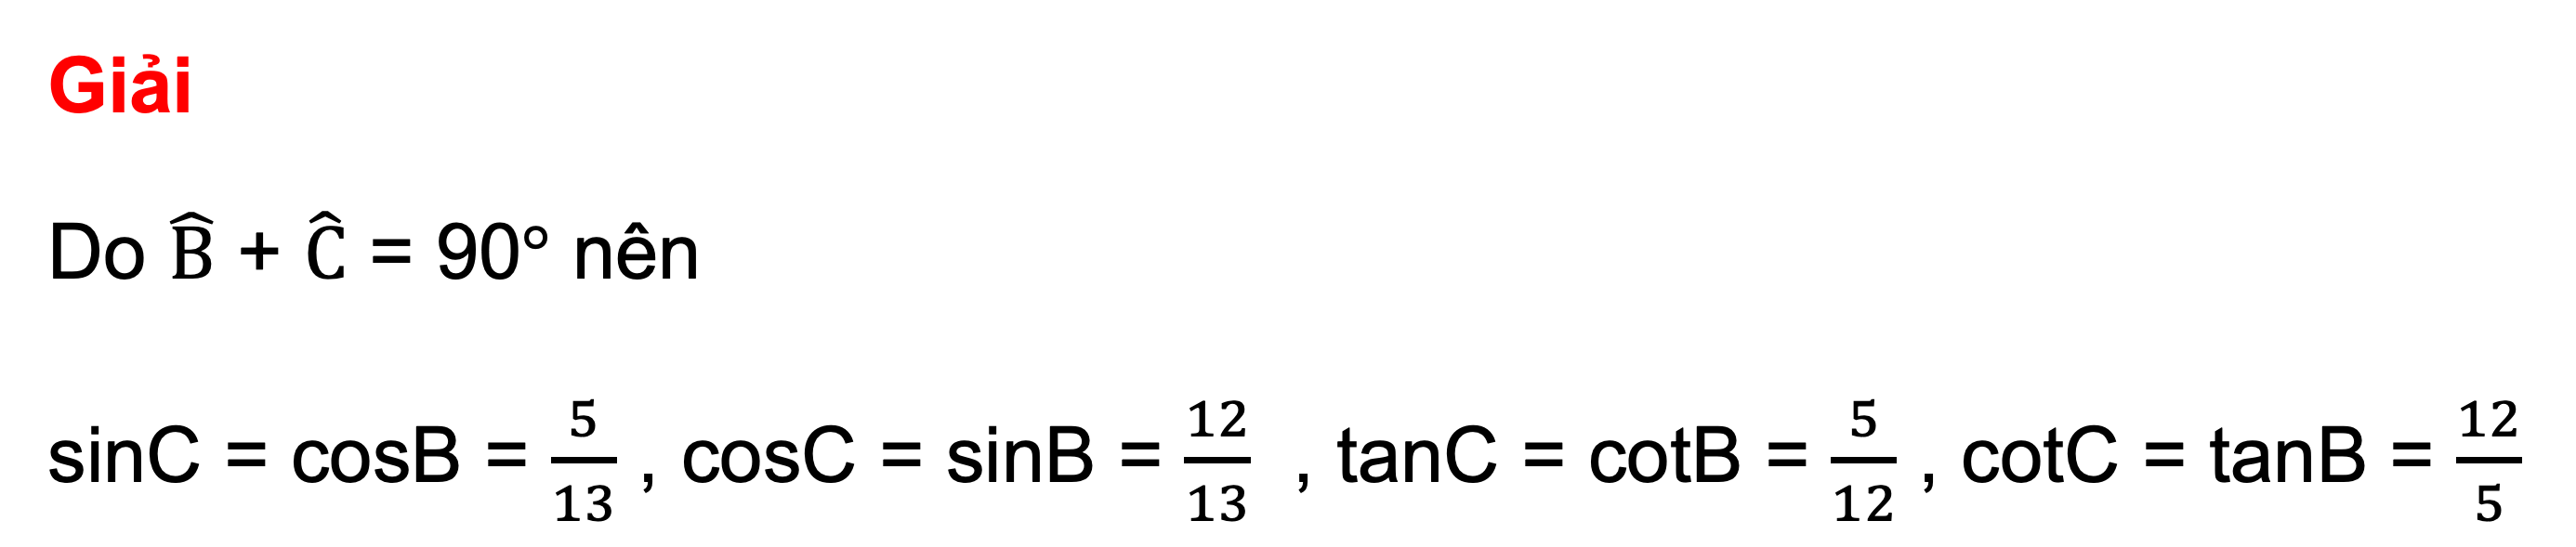 Giải
Do B̂ + Ĉ = 90° nên
sinC = cosB = 5/13 , cosC = sinB = 12/13 , tanC = cotB = 5/12 , cotC = tanB = 12/5